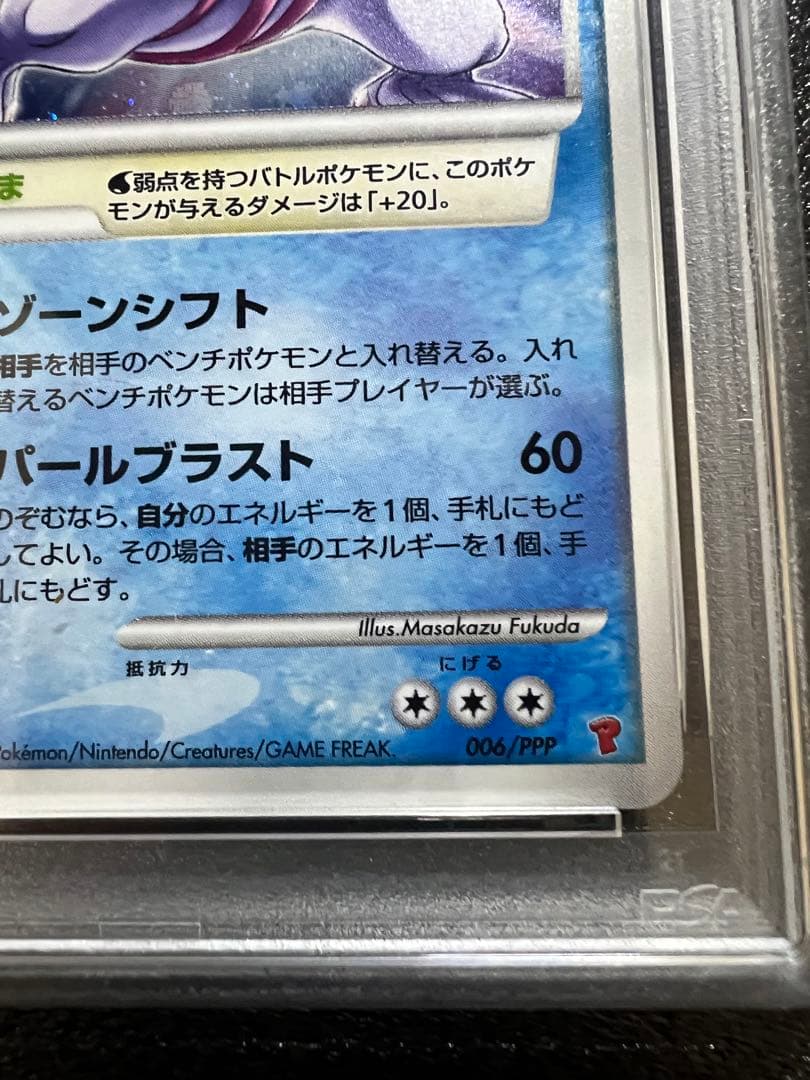 ま
弱点を持つバトルポケモンに、このポケ
モンが与えるダメージは「+20」。
ゾーンシフト
相手を相手のベンチポケモンと入れ替える。入れ
替えるベンチポケモンは相手プレイヤーが選ぶ。
パールブラスト 60
のぞむなら、自分のエネルギーを1個、手札にもど
してよい。その場合、相手のエネルギーを1個、手
札にもどす。
Illus.Masakazu Fukuda
抵抗力 にげる
Pokémon/Nintendo/Creatures/GAME FREAK. 006/PPP
PSA